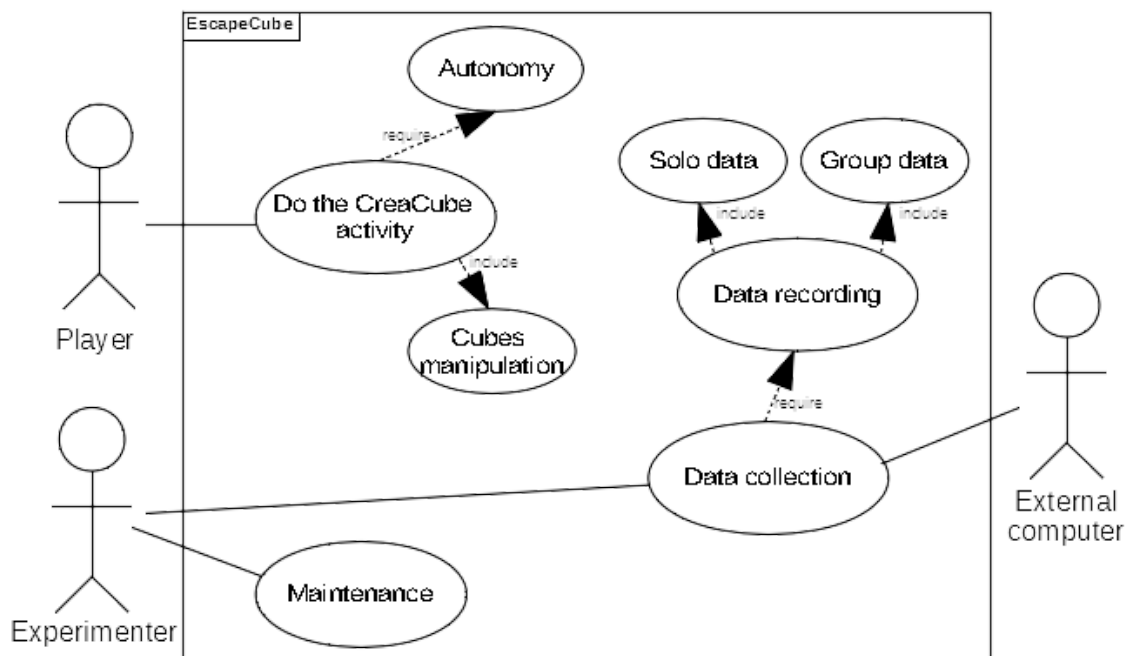 EscapeCube
Autonomy
require
Solo data
Group data
Do the CreaCube
activity
include
include
include
Data recording
Player
Cubes
manipulation
require
Data collection
External
computer
Maintenance
Experimenter